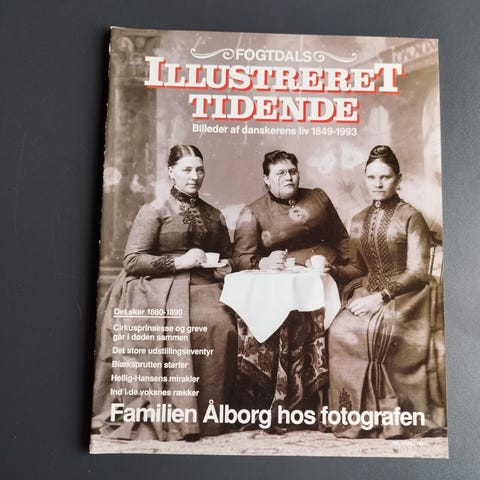 FOGTDALS
ILLUSTRERET
TIDENDE
Billeder af danskerens liv 1849-1993
Det sker 1880-1890
Cirkusprinsesse og greve
går i døden sammen
Det store udstillingseventyr
Blæksprutten starter
Hellig-Hansens mirakler
Ind i de voksnes rækker
Familien Ålborg hos fotografen